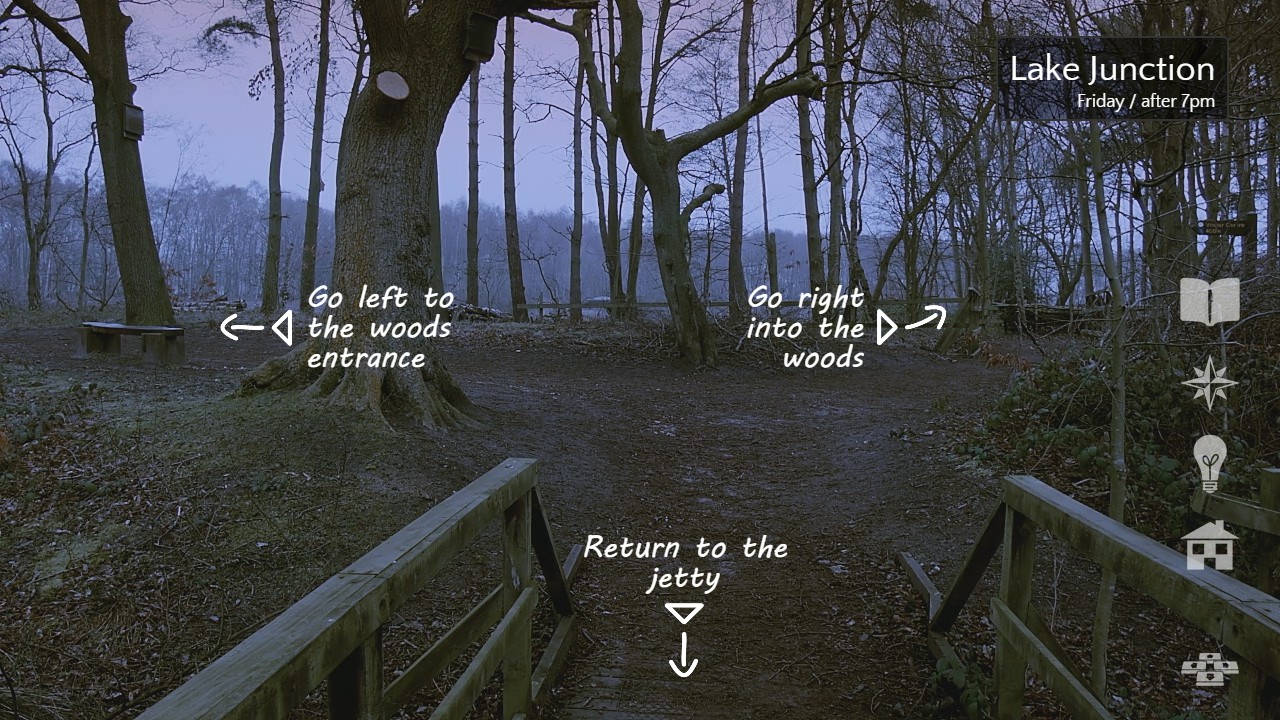 Lake Junction
Friday / after 7pm
Go left to
the woods
entrance
Go right
into the
woods
Return to the
jetty